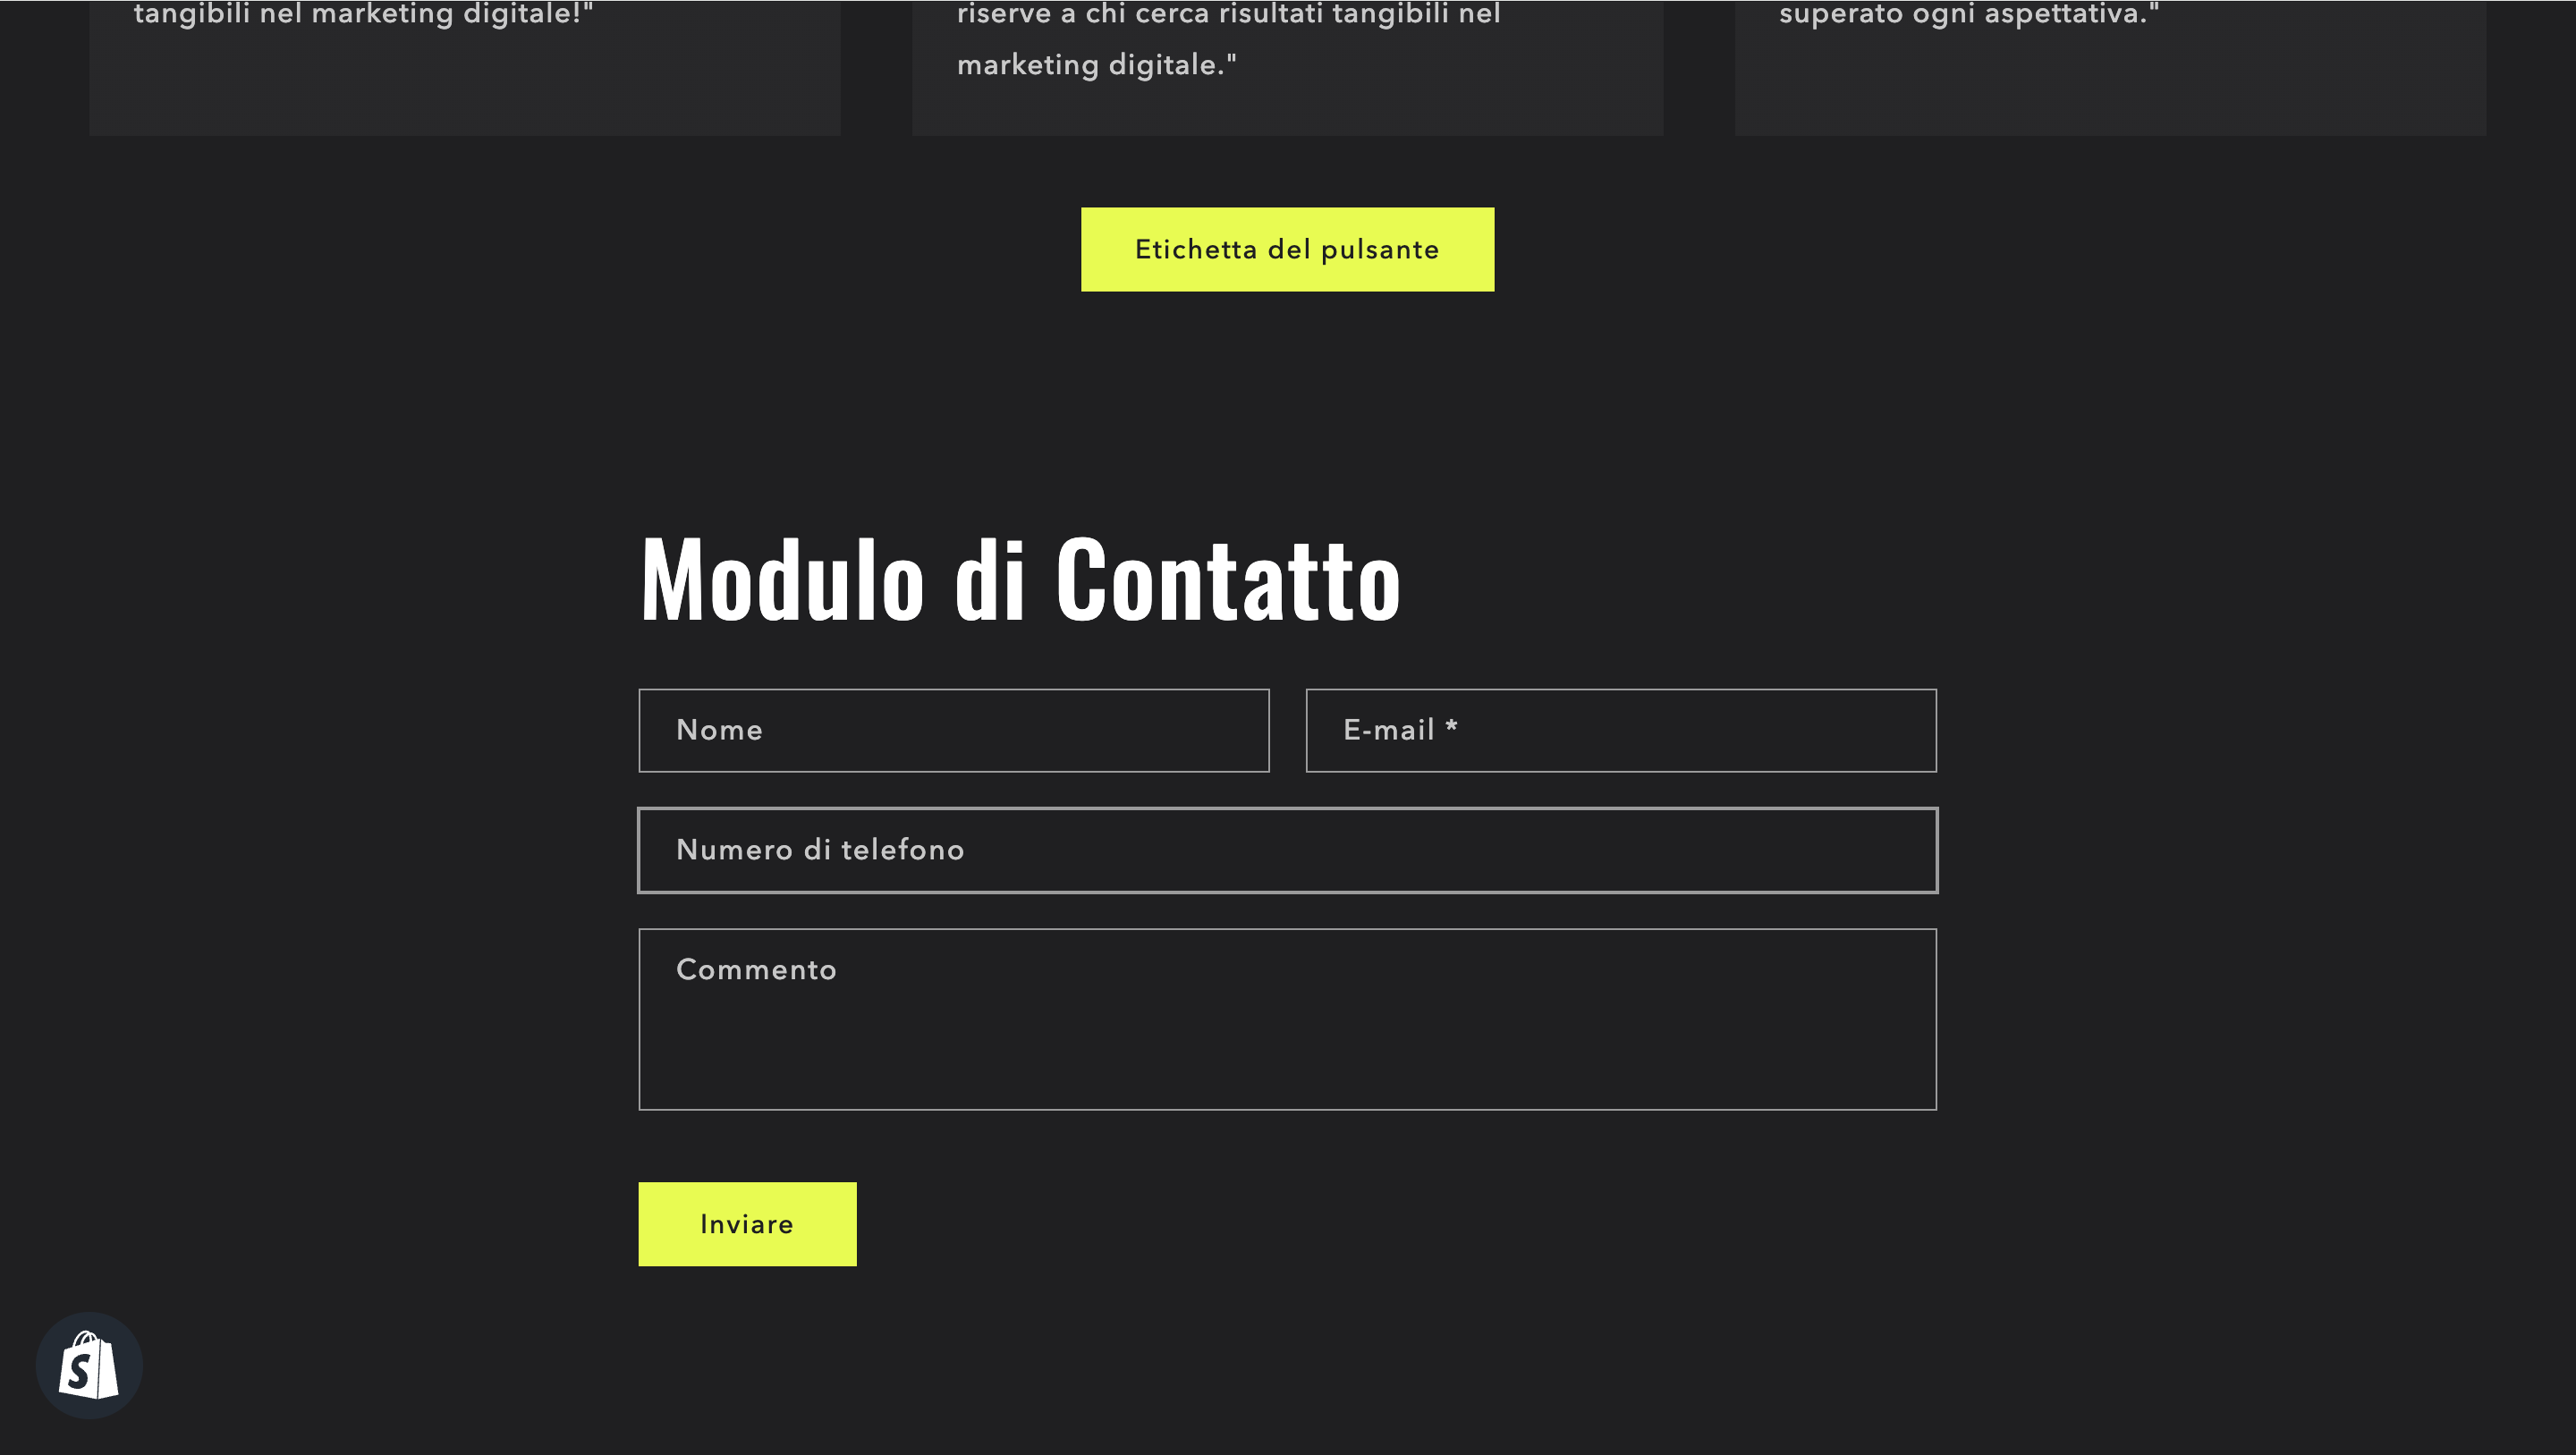 tangibili nel marketing digitale!"
riserve a chi cerca risultati tangibili nel
marketing digitale."
superato ogni aspettativa."
Etichetta del pulsante
Modulo di Contatto
Nome
E-mail *
Numero di telefono
Commento
Inviare